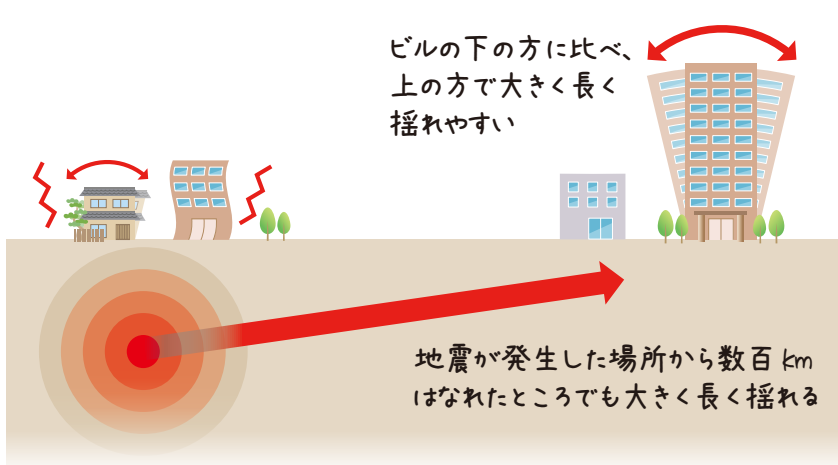 ビルの下の方に比べ、
上の方で大きく長く
揺れやすい
地震が発生した場所から数百km
はなれたところでも大きく長く揺れる